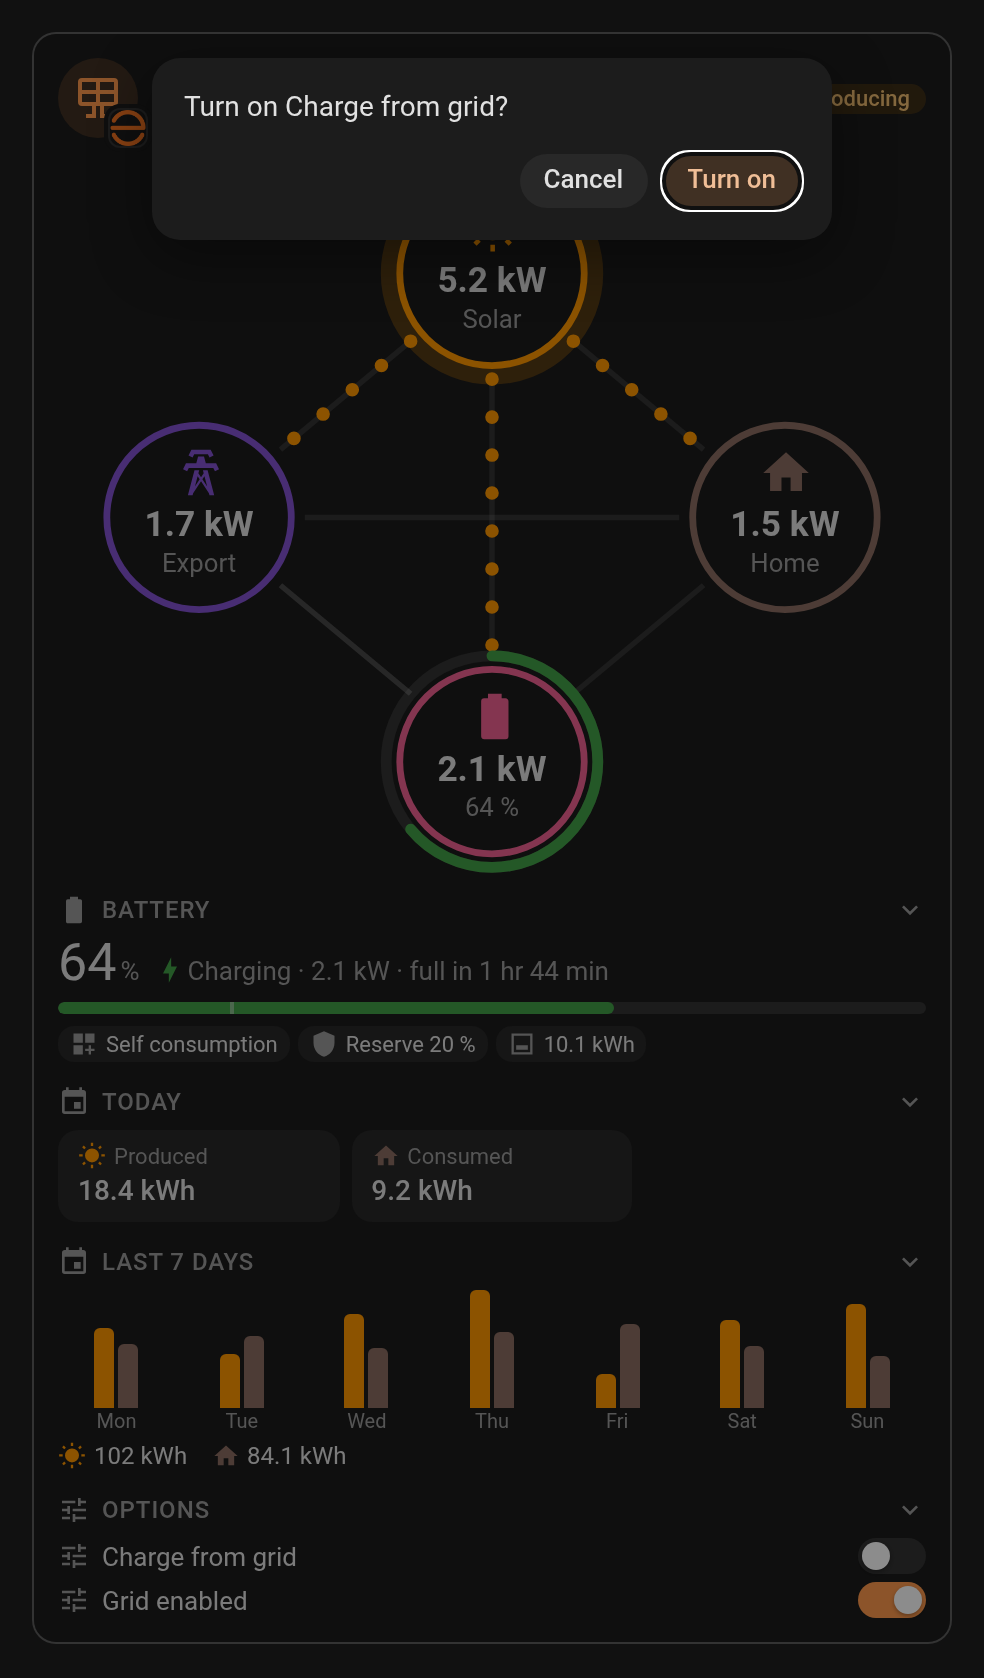 Turn on Charge from grid?
Cancel
Turn on
5.2 kW
Solar
1.7 kW
Export
1.5 kW
Home
2.1 kW
64 %
BATTERY
64 %
Charging · 2.1 kW · full in 1 hr 44 min
Self consumption
Reserve 20 %
10.1 kWh
TODAY
Produced
18.4 kWh
Consumed
9.2 kWh
LAST 7 DAYS
Mon Tue Wed Thu Fri Sat Sun
102 kWh
84.1 kWh
OPTIONS
Charge from grid
Grid enabled